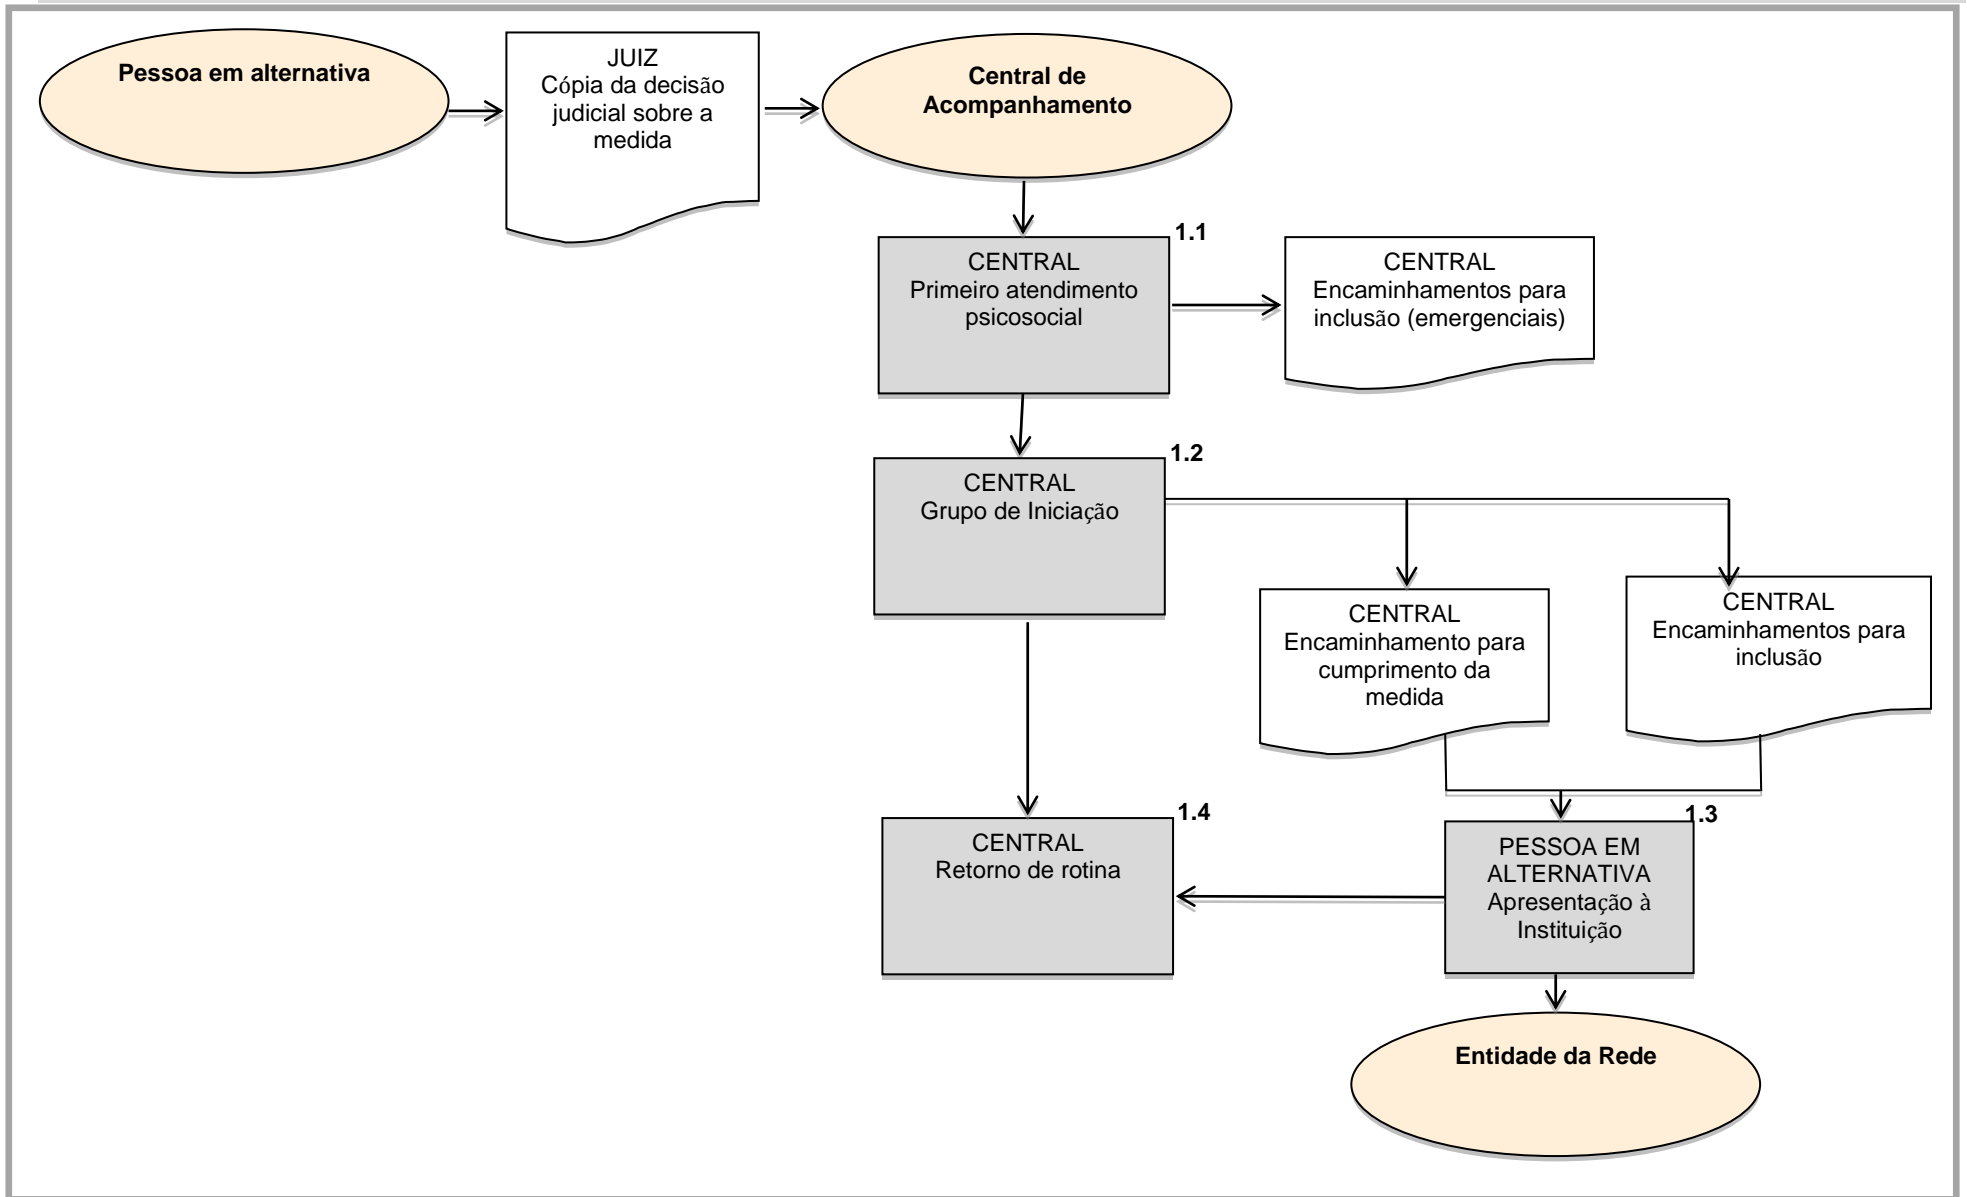 Pessoa em alternativa
JUIZ
Cópia da decisão
judicial sobre a
medida
Central de
Acompanhamento
1.1
CENTRAL
Primeiro atendimento
psicosocial
CENTRAL
Encaminhamentos para
inclusão (emergenciais)
1.2
CENTRAL
Grupo de Iniciação
CENTRAL
Encaminhamento para
cumprimento da
medida
CENTRAL
Encaminhamentos para
inclusão
1.4
CENTRAL
Retorno de rotina
1.3
PESSOA EM
ALTERNATIVA
Apresentação à
Instituição
Entidade da Rede